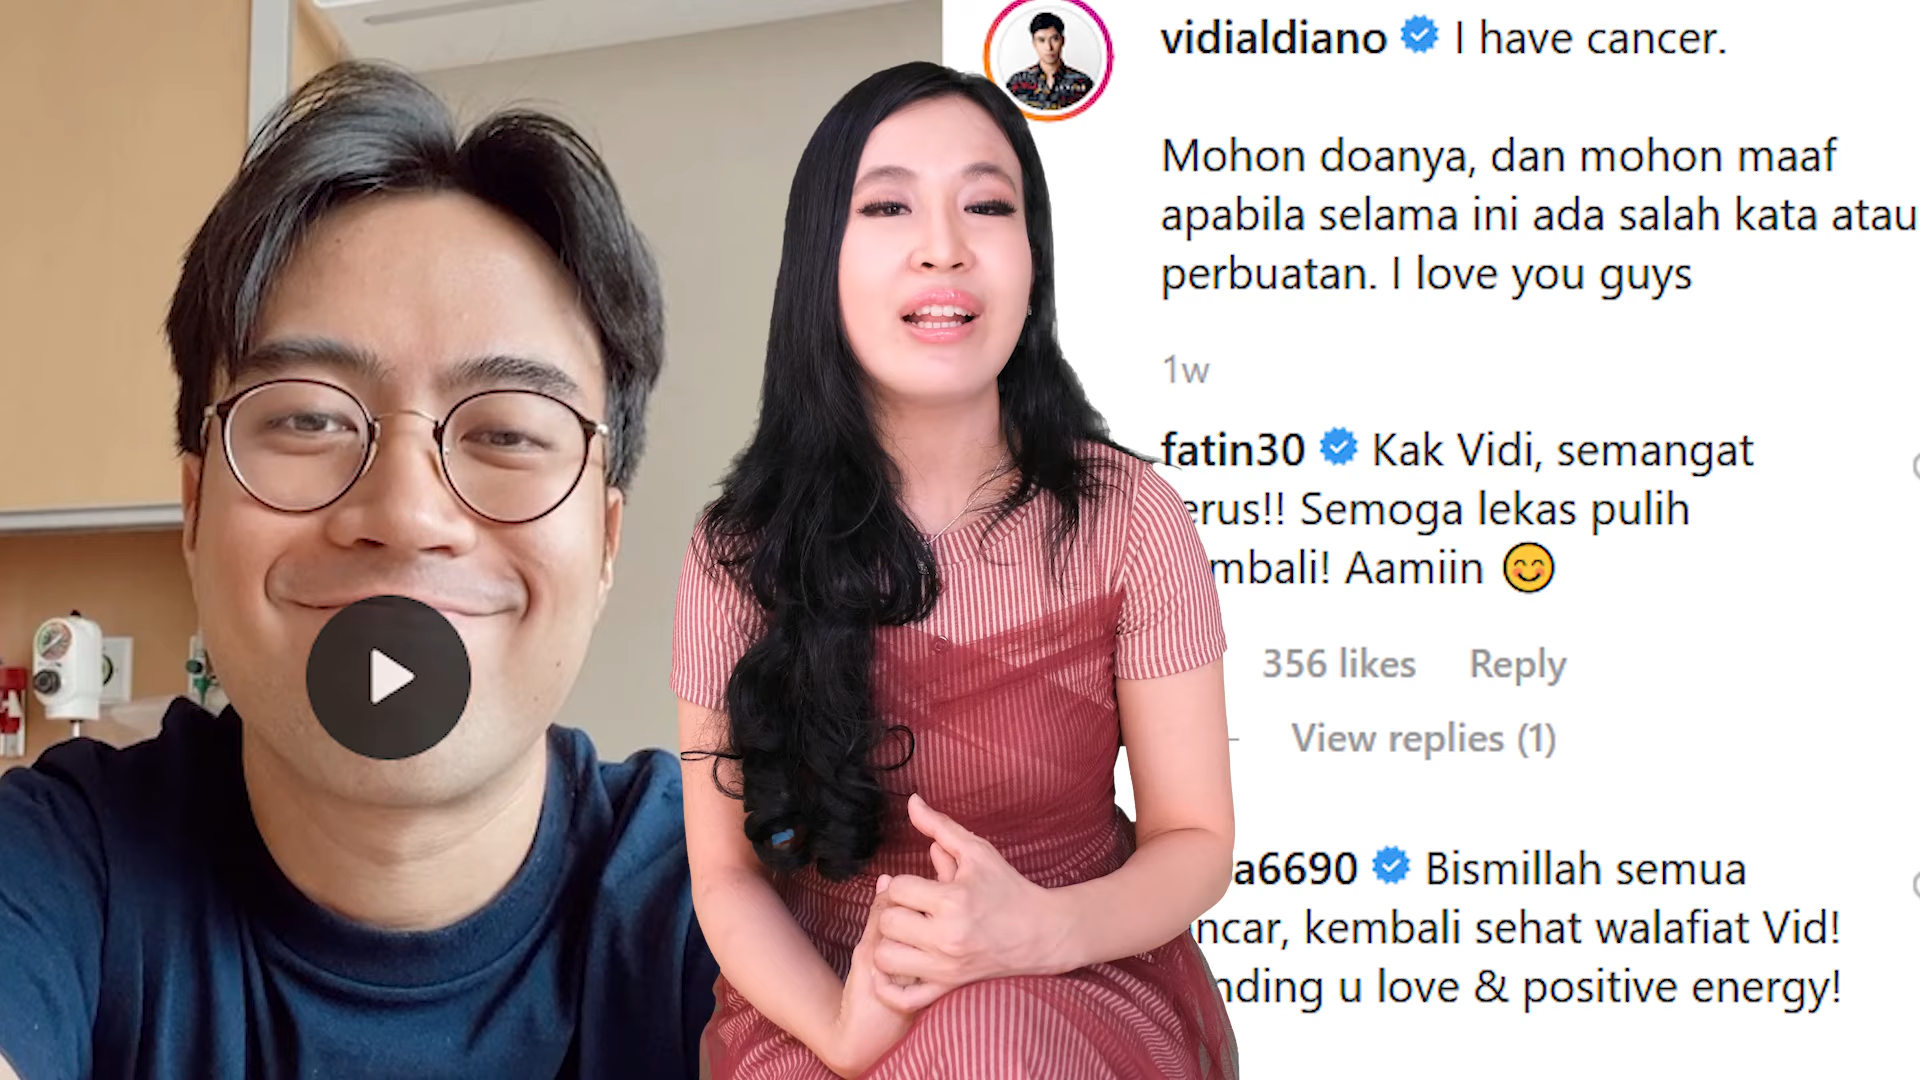 vidialdiano I have cancer.
Mohon doanya, dan mohon maaf
apabila selama ini ada salah kata atau
perbuatan. I love you guys
1w
fatin30 Kak Vidi, semangat
erus!! Semoga lekas pulih
mbali! Aamiin
356 likes Reply
View replies (1)
a6690 Bismillah semua
ncar, kembali sehat walafiat Vid!
nding u love & positive energy!